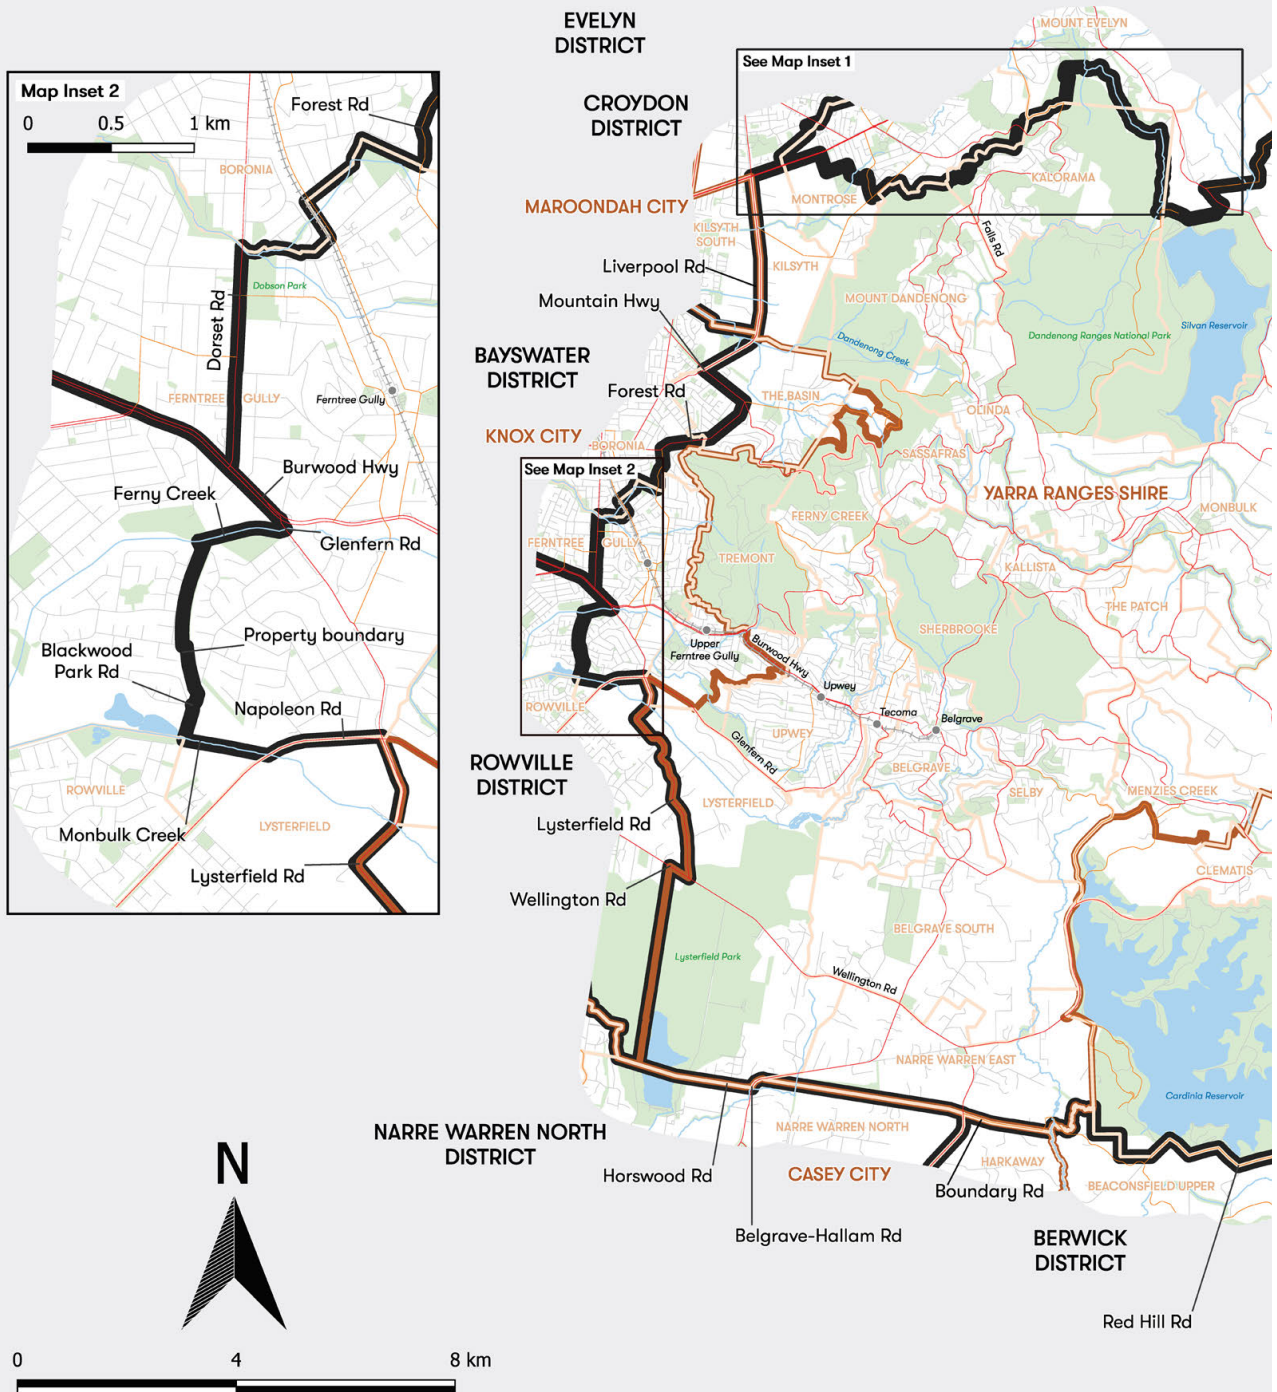 EVELYN
DISTRICT
MOUNT EVELYN
See Map Inset 1
CROYDON
DISTRICT
KALORAMA
MAROONDAH CITY
MONTROSE
KILSYTH
SOUTH
Falls Rd
Liverpool Rd
KILSYTH
Mountain Hwy
MOUNT DANDENONG
Dandenong Creek
Dandenong Ranges National Park
Silvan Reservoir
BAYSWATER
DISTRICT
Forest Rd
THE BASIN
OLINDA
KNOX CITY
BORONIA
SASSAFRAS
See Map Inset 2
YARRA RANGES SHIRE
MONBULK
FERNTREE GULLY
FERNY CREEK
TREMONT
KALLISTA
THE PATCH
SHERBROOKE
Upper
Ferntree Gully
Burwood Hwy
Upwey
Tecoma
Belgrave
ROWVILLE
UPWEY
Glenfern Rd
ROWVILLE
DISTRICT
BELGRAVE
SELBY
MENZIES CREEK
LYSTERFIELD
Lysterfield Rd
CLEMATIS
Wellington Rd
BELGRAVE SOUTH
Lysterfield Park
Wellington Rd
NARRE WARREN EAST
Cardinia Reservoir
NARRE WARREN NORTH
DISTRICT
NARRE WARREN NORTH
HARKAWAY
Horswood Rd
CASEY CITY
Boundary Rd
BEACONSFIELD UPPER
Belgrave-Hallam Rd
BERWICK
DISTRICT
Red Hill Rd
Map Inset 2
0 0.5 1 km
Forest Rd
BORONIA
Dobson Park
Dorset Rd
FERNTREE GULLY
Ferntree Gully
Burwood Hwy
Ferny Creek
Glenfern Rd
Property boundary
Blackwood
Park Rd
Napoleon Rd
ROWVILLE
LYSTERFIELD
Monbulk Creek
Lysterfield Rd
N
0 4 8 km